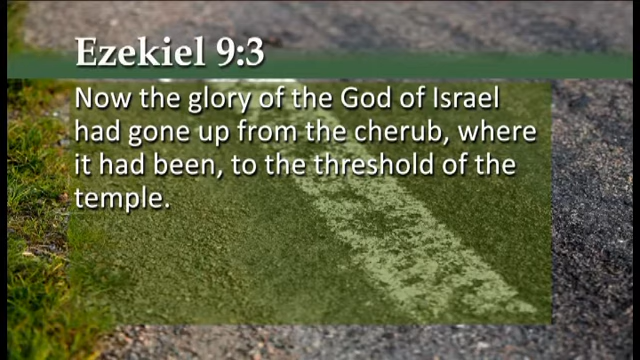 Ezekiel 9:3
Now the glory of the God of Israel
had gone up from the cherub, where
it had been, to the threshold of the
temple.